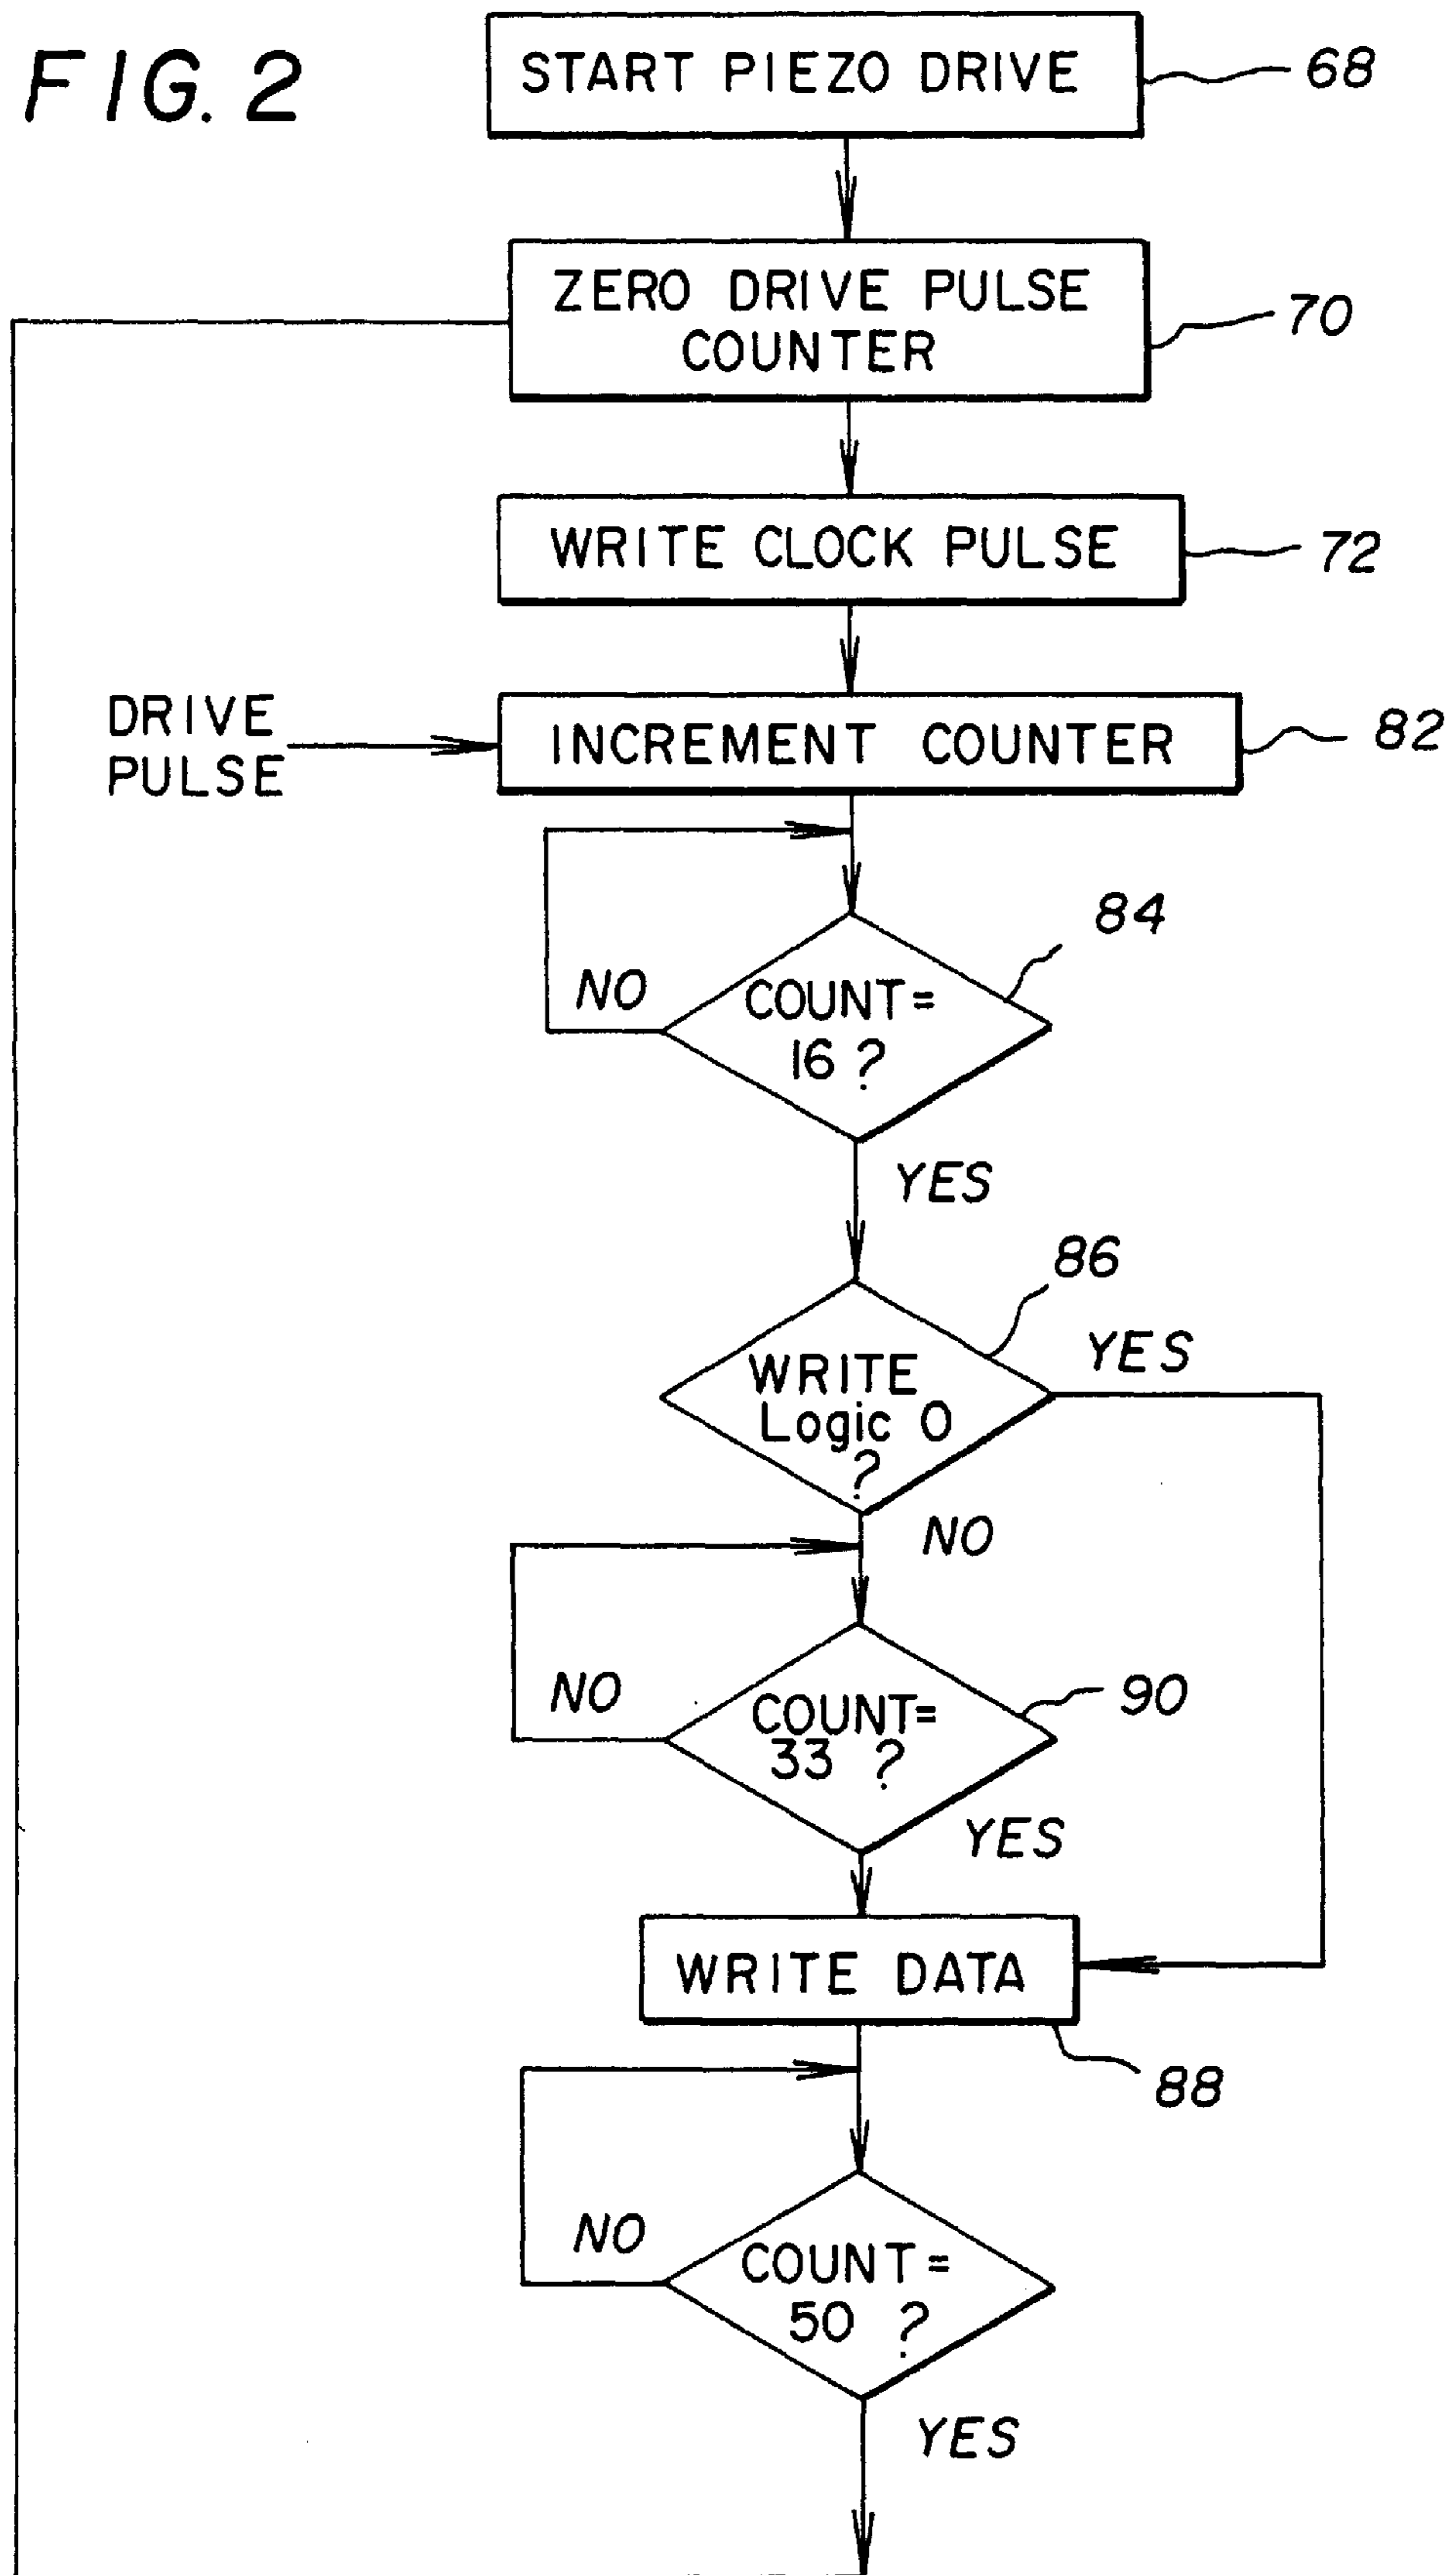 FIG. 2
START PIEZO DRIVE
68
ZERO DRIVE PULSE
COUNTER
70
WRITE CLOCK PULSE
72
DRIVE
PULSE
INCREMENT COUNTER
82
84
NO
COUNT=
16 ?
YES
86
YES
WRITE
Logic 0
?
NO
NO
COUNT=
33 ?
90
YES
WRITE DATA
88
NO
COUNT=
50 ?
YES